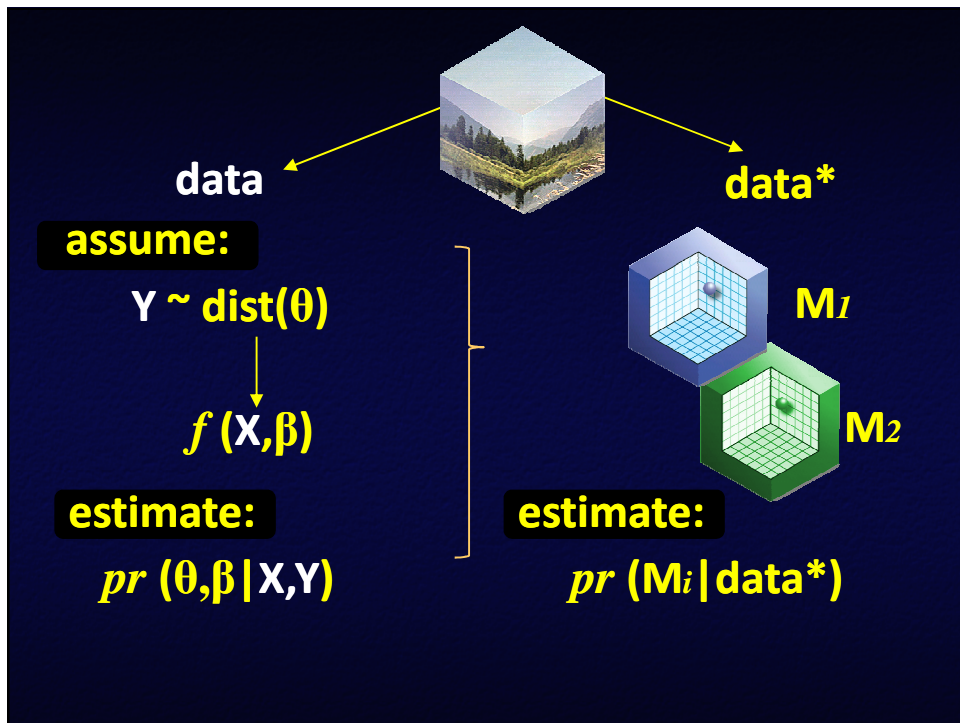 data
data*
assume:
Y ~ dist(θ)
f (X,β)
estimate:
pr (θ,β|X,Y)
M1
M2
estimate:
pr (Mi|data*)